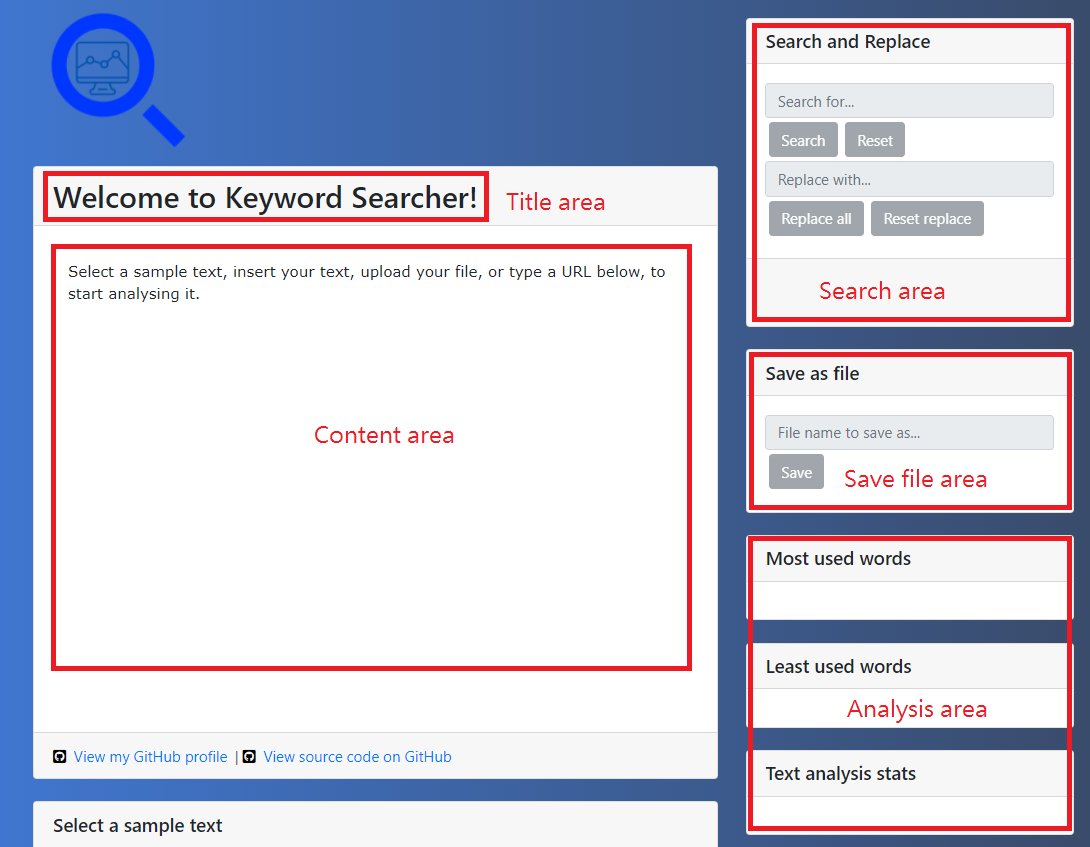 Welcome to Keyword Searcher!
Title area
Select a sample text, insert your text, upload your file, or type a URL below, to
start analysing it.
Content area
View my GitHub profile | View source code on GitHub
Select a sample text
Search and Replace
Search for...
Search Reset
Replace with...
Replace all Reset replace
Search area
Save as file
File name to save as...
Save
Save file area
Most used words
Least used words
Analysis area
Text analysis stats